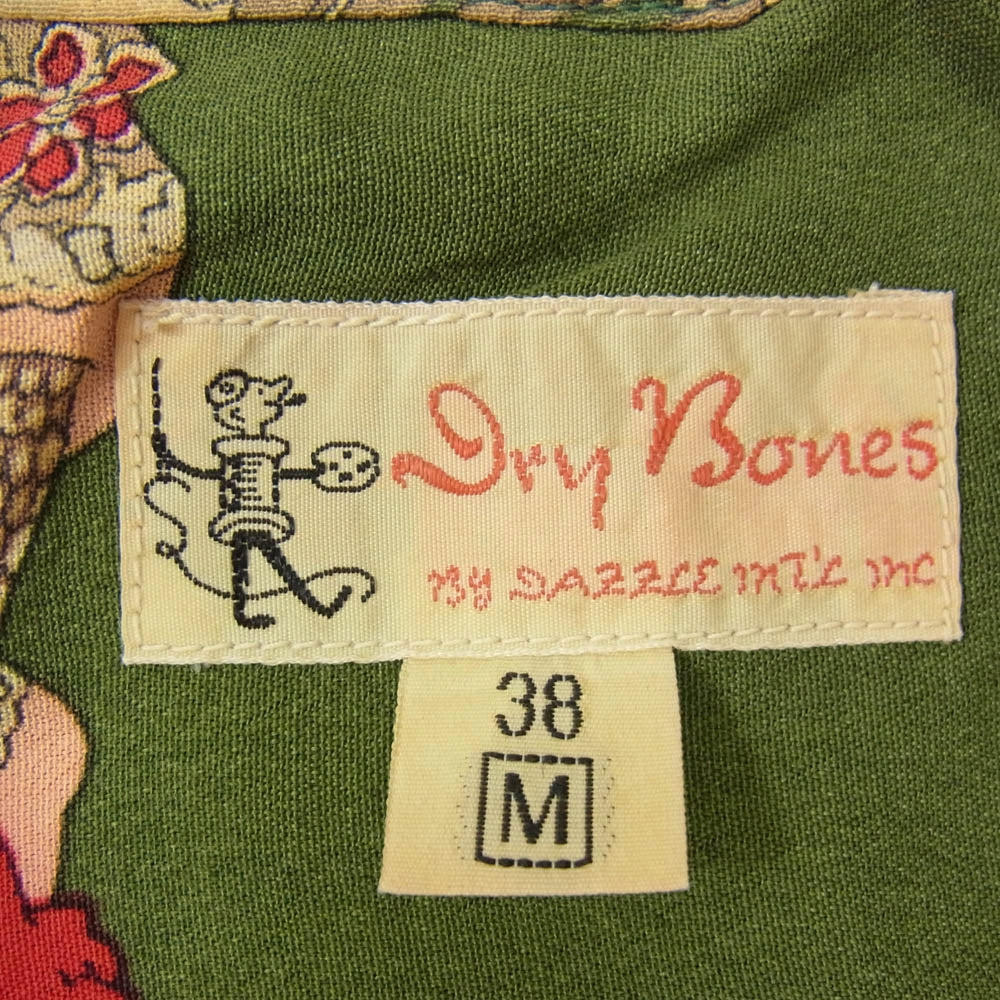 Dry Bones
BY DAZZLE INT'L INC
38
M